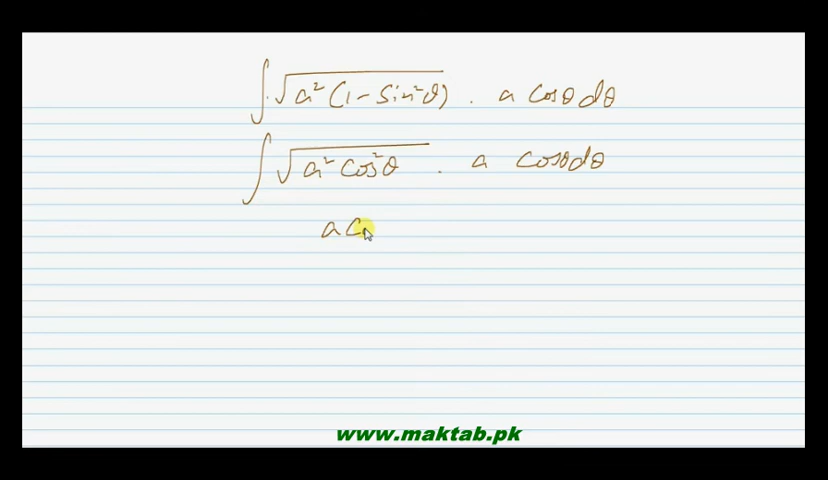 ∫ √a²(1 - Sin²θ) . a Cosθ dθ
∫ √a² Cos²θ . a Cosθ dθ
a C
www.maktab.pk